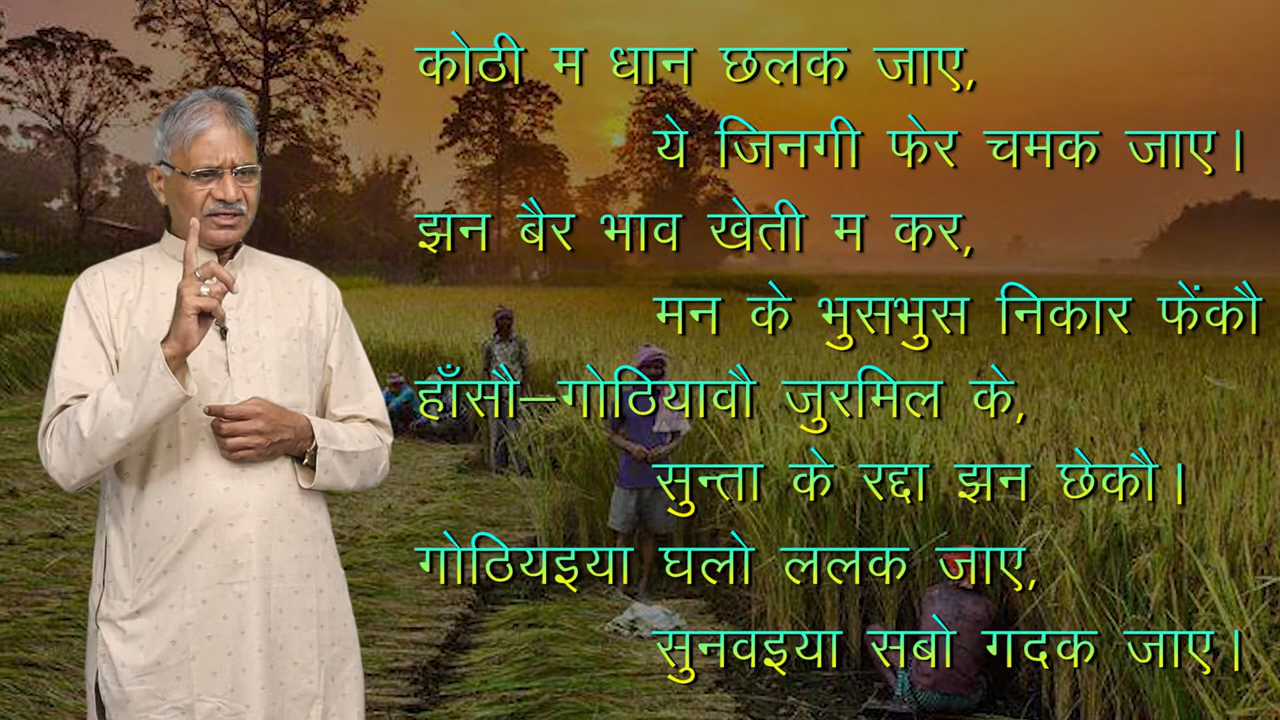 कोठी म धान छलक जाए,
ये जिनगी फेर चमक जाए।
झन बैर भाव खेती म कर,
मन के भुसभुस निकार फेंकौ
हाँसौ–गोठियावौ जुरमिल के,
सुन्ता के रद्दा झन छेकौ।
गोठियइया घलो ललक जाए,
सुनवइया सबो गदक जाए।